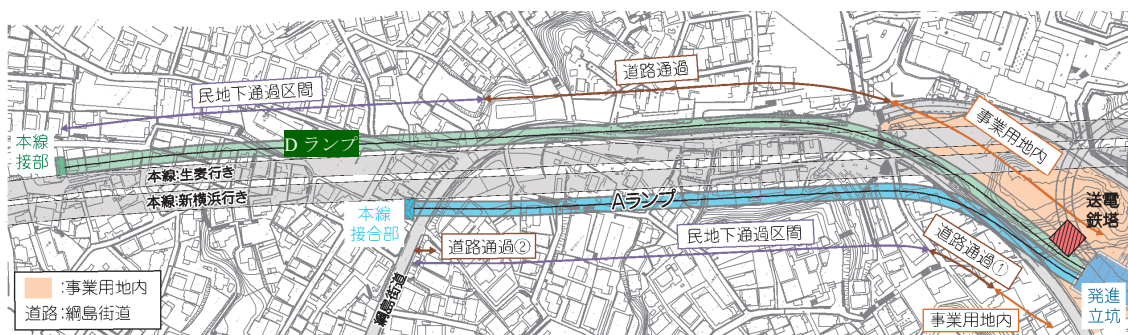 民地下通過区間
道路通過
事業用地内
本線
接部
Dランプ
本線:生麦行き
本線:新横浜行き
Aランプ
送電
鉄塔
本線
接合部
道路通過②
民地下通過区間
道路通過①
綱島街道
:事業用地内
道路:綱島街道
事業用地内
発進
立坑